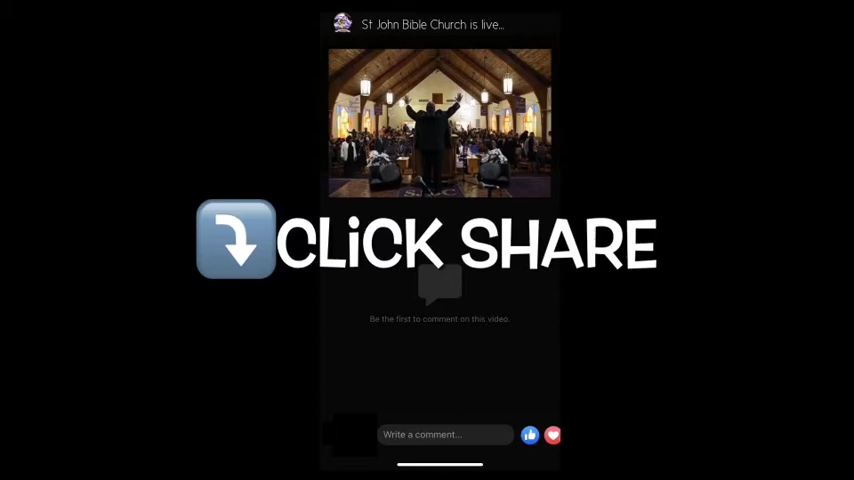 St John Bible Church is live...
CLiCK SHARE
Be the first to comment on this video.
Write a comment...